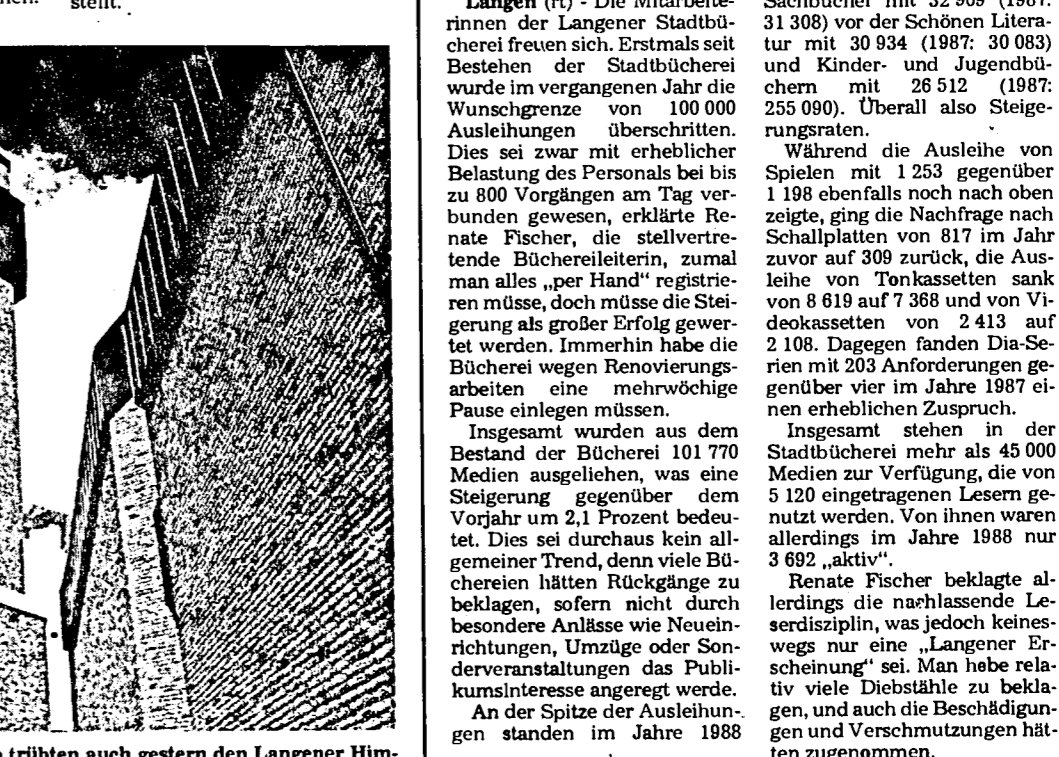 stellt.
trübten auch gestern den Langener Him-
Langen (rt) - Die Mitarbeite-
rinnen der Langener Stadtbü-
cherei freuen sich. Erstmals seit
Bestehen der Stadtbücherei
wurde im vergangenen Jahr die
Wunschgrenze von 100 000
Ausleihungen überschritten.
Dies sei zwar mit erheblicher
Belastung des Personals bei bis
zu 800 Vorgängen am Tag ver-
bunden gewesen, erklärte Re-
nate Fischer, die stellvertre-
tende Büchereileiterin, zumal
man alles „per Hand“ registrie-
ren müsse, doch müsse die Stei-
gerung als großer Erfolg gewer-
tet werden. Immerhin habe die
Bücherei wegen Renovierungs-
arbeiten eine mehrwöchige
Pause einlegen müssen.
Insgesamt wurden aus dem
Bestand der Bücherei 101 770
Medien ausgeliehen, was eine
Steigerung gegenüber dem
Vorjahr um 2,1 Prozent bedeu-
tet. Dies sei durchaus kein all-
gemeiner Trend, denn viele Bü-
chereien hätten Rückgänge zu
beklagen, sofern nicht durch
besondere Anlässe wie Neuein-
richtungen, Umzüge oder Son-
derveranstaltungen das Publi-
kumsinteresse angeregt werde.
An der Spitze der Ausleihun-
gen standen im Jahre 1988
Sachbücher mit 32 909 (1987:
31 308) vor der Schönen Litera-
tur mit 30 934 (1987: 30 083)
und Kinder- und Jugendbü-
chern mit 26 512 (1987:
255 090). Überall also Steige-
rungsraten.
Während die Ausleihe von
Spielen mit 1 253 gegenüber
1 198 ebenfalls noch nach oben
zeigte, ging die Nachfrage nach
Schallplatten von 817 im Jahr
zuvor auf 309 zurück, die Aus-
leihe von Tonkassetten sank
von 8 619 auf 7 368 und von Vi-
deokassetten von 2 413 auf
2 108. Dagegen fanden Dia-Se-
rien mit 203 Anforderungen ge-
genüber vier im Jahre 1987 ei-
nen erheblichen Zuspruch.
Insgesamt stehen in der
Stadtbücherei mehr als 45 000
Medien zur Verfügung, die von
5 120 eingetragenen Lesern ge-
nutzt werden. Von ihnen waren
allerdings im Jahre 1988 nur
3 692 „aktiv“.
Renate Fischer beklagte al-
lerdings die nachlassende Le-
serdisziplin, was jedoch keines-
wegs nur eine „Langener Er-
scheinung“ sei. Man habe rela-
tiv viele Diebstähle zu bekla-
gen, und auch die Beschädigun-
gen und Verschmutzungen hät-
ten zugenommen.